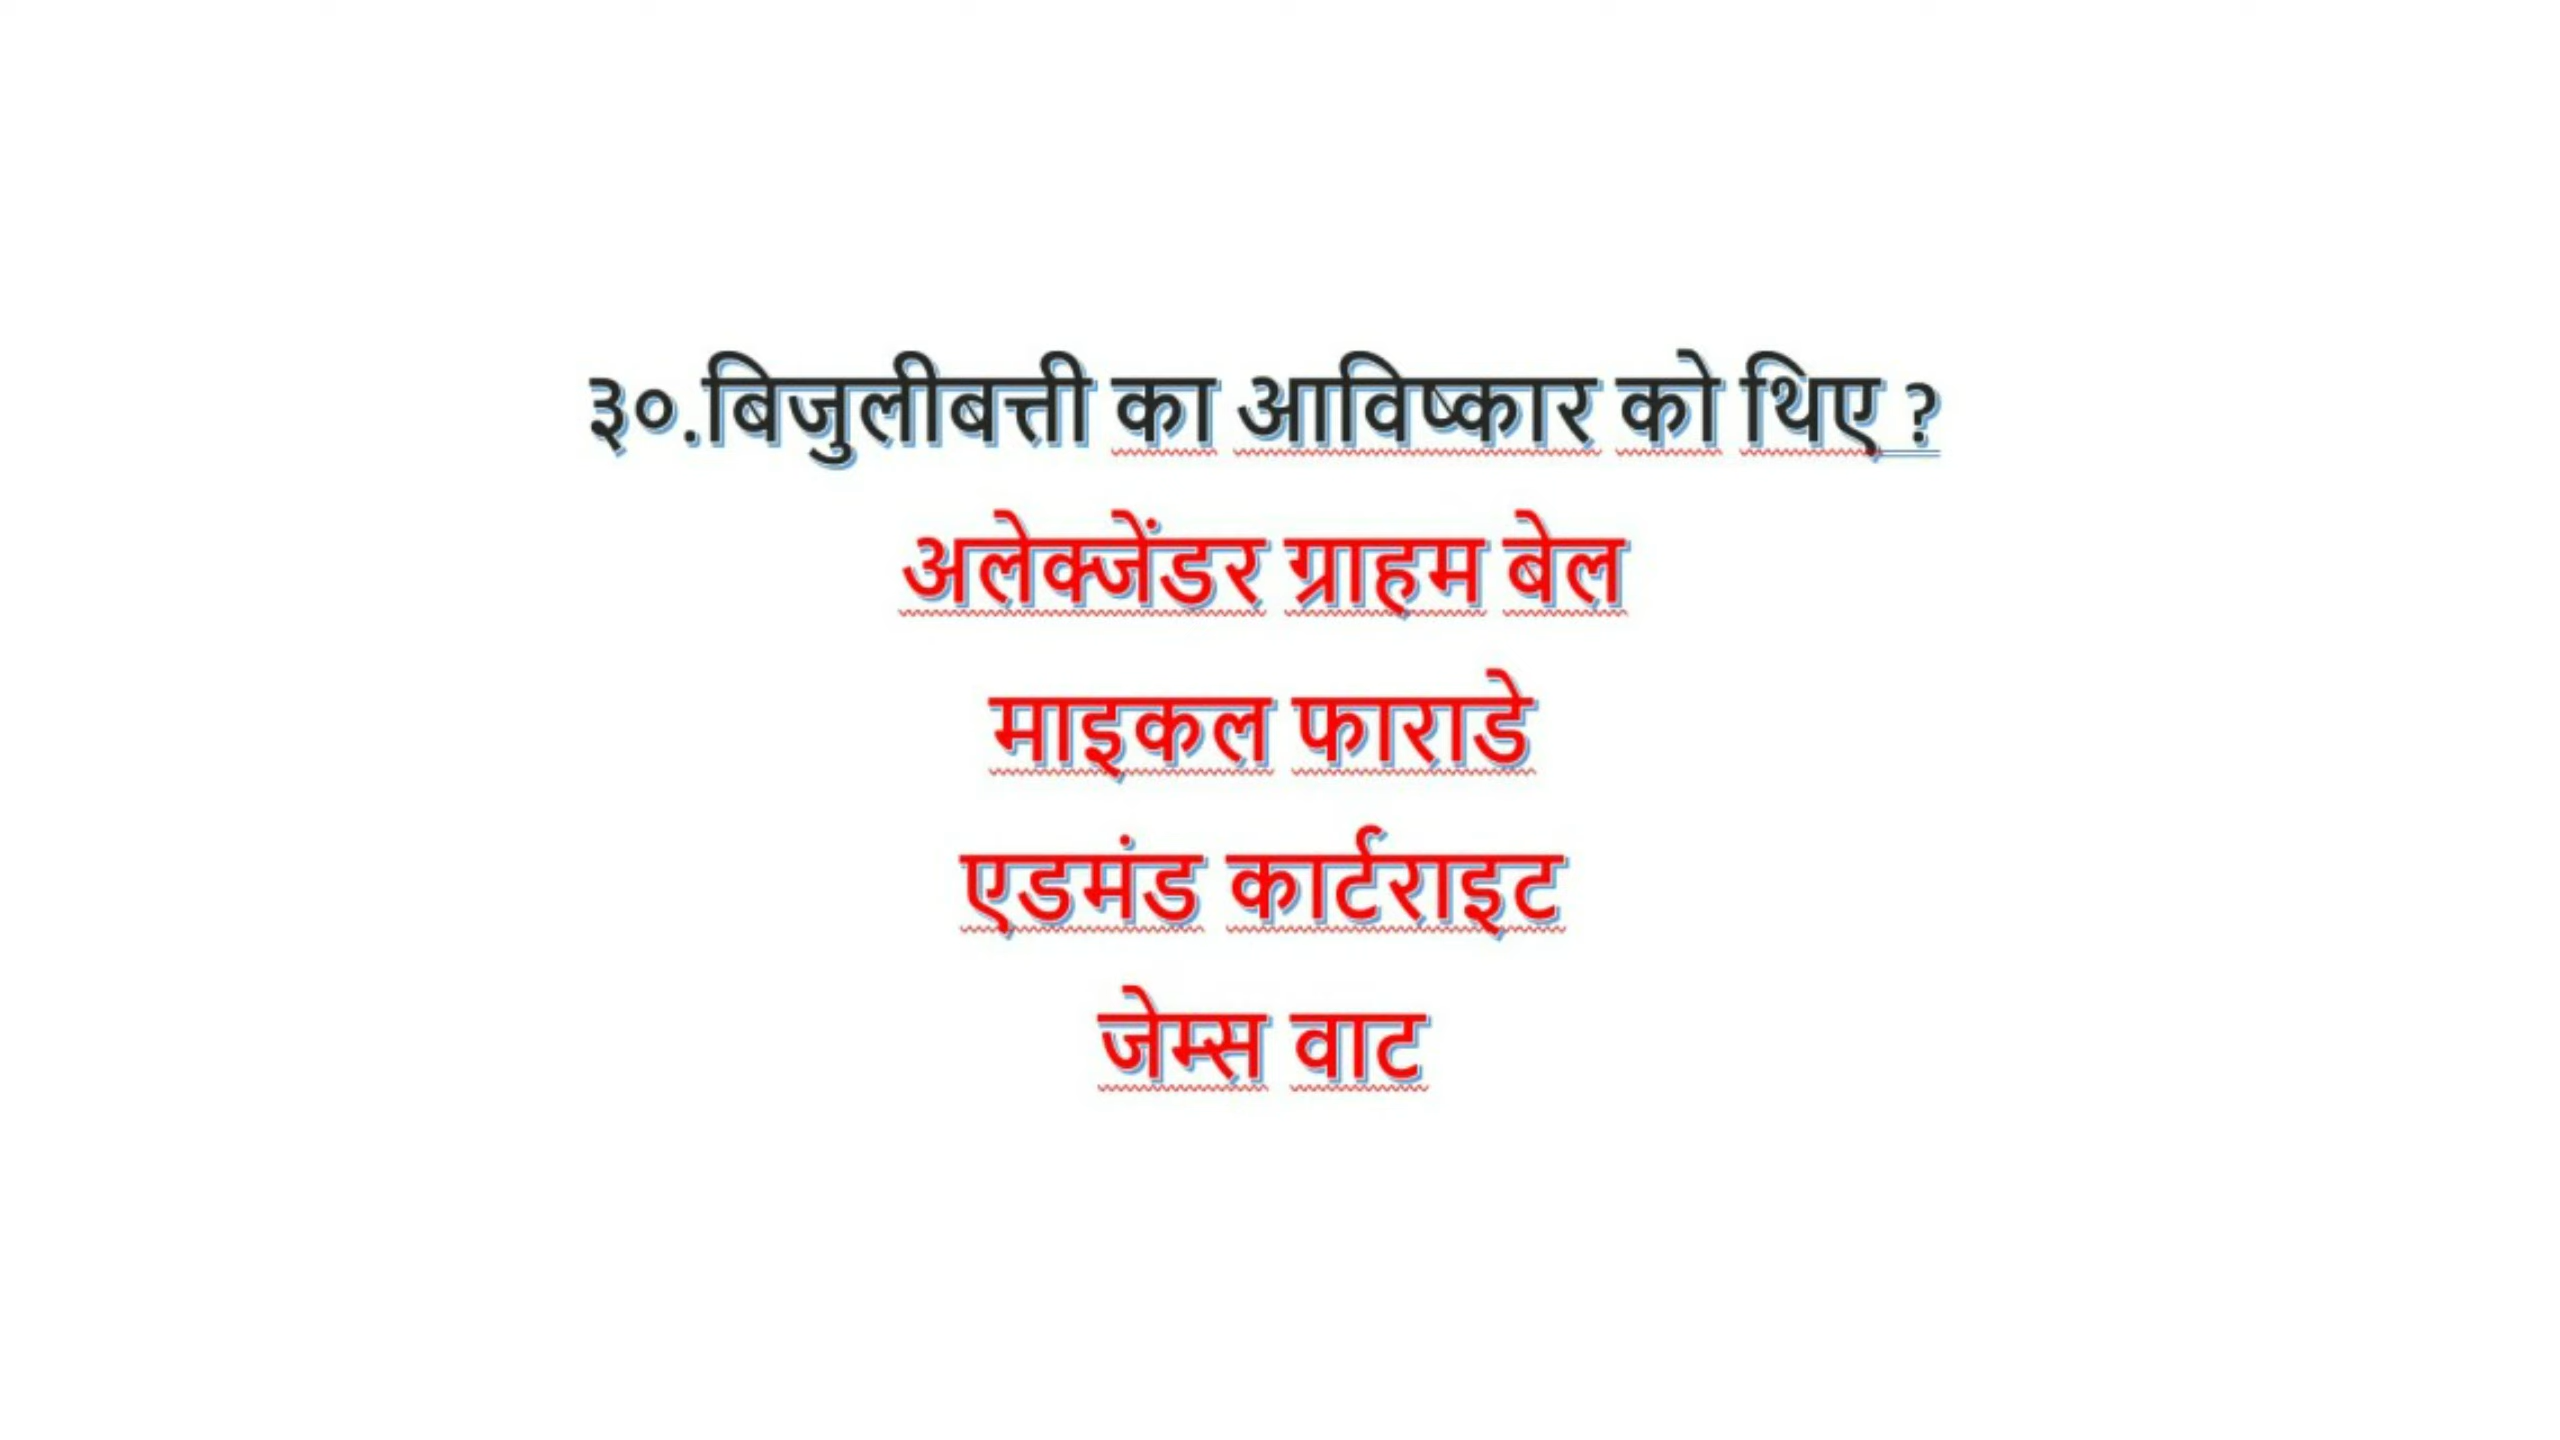 ३०.बिजुलीबत्ती का आविष्कार को थिए ?
अलेक्जेंडर ग्राहम बेल
माइकल फाराडे
एडमंड कार्टराइट
जेम्स वाट